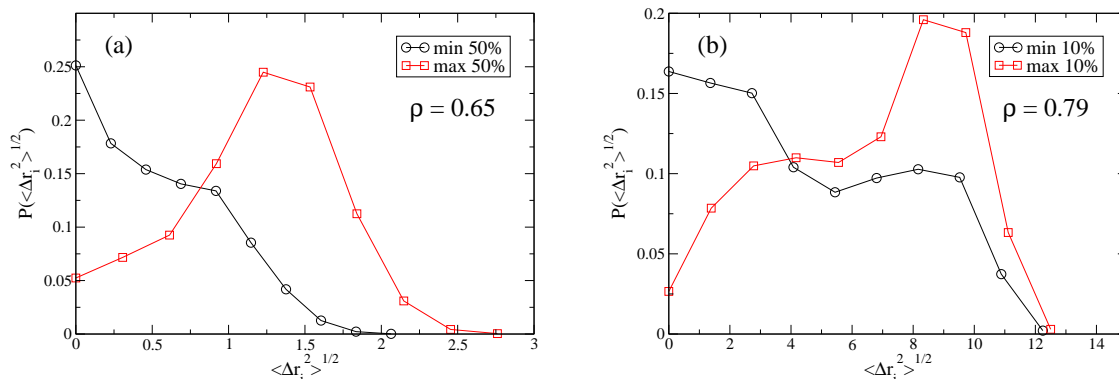 (a)
min 50%
max 50%
ρ = 0.65
P(<Δr_i^2>^1/2)
0.25
0.2
0.15
0.1
0.05
0
0 0.5 1 1.5 2 2.5 3
<Δr_i^2>^1/2
(b)
min 10%
max 10%
ρ = 0.79
P(<Δr_i^2>^1/2)
0.2
0.15
0.1
0.05
0
0 2 4 6 8 10 12 14
<Δr_i^2>^1/2